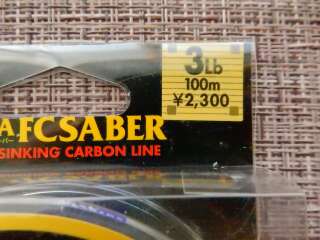 3Lb
100m
¥2,300
AFCSABER
SINKING CARBON LINE